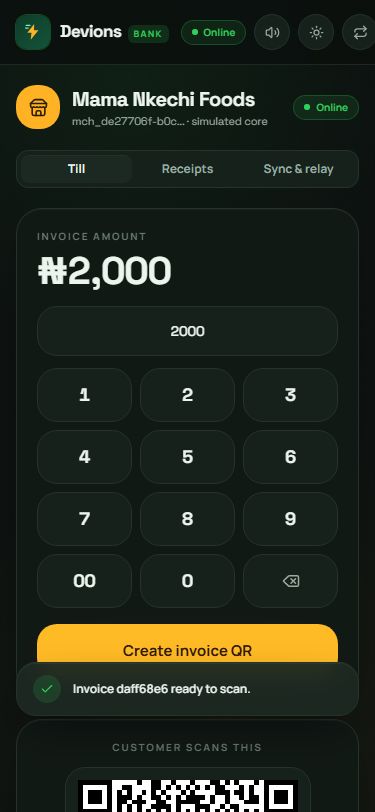 Devions BANK Online
Mama Nkechi Foods
mch_de27706f-b0c... · simulated core
Online
Till Receipts Sync & relay
INVOICE AMOUNT
₦2,000
2000
1 2 3
4 5 6
7 8 9
00 0
Create invoice QR
Invoice daff68e6 ready to scan.
CUSTOMER SCANS THIS